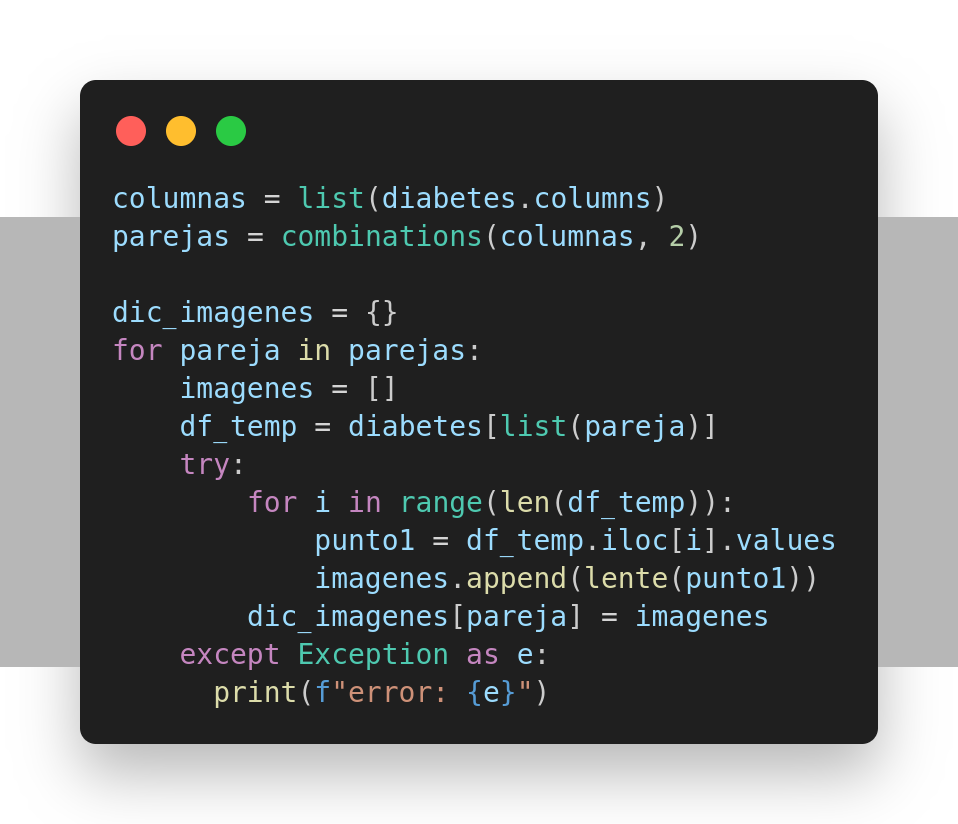 columnas = list(diabetes.columns)
parejas = combinations(columnas, 2)

dic_imagenes = {}
for pareja in parejas:
    imagenes = []
    df_temp = diabetes[list(pareja)]
    try:
        for i in range(len(df_temp)):
            punto1 = df_temp.iloc[i].values
            imagenes.append(lente(punto1))
        dic_imagenes[pareja] = imagenes
    except Exception as e:
      print(f"error: {e}")